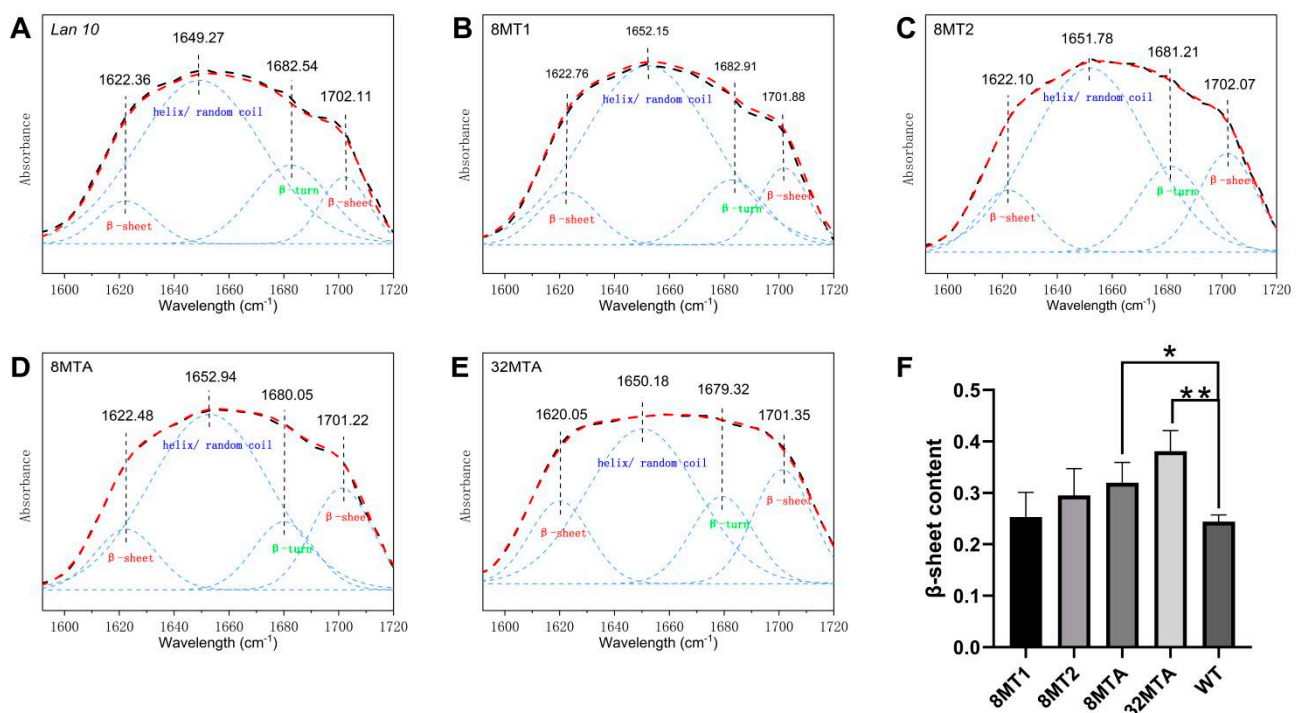 A Lan 10
1622.36 1649.27 1682.54 1702.11
helix/ random coil
β-turn
β-sheet β-sheet
Absorbance
1600 1620 1640 1660 1680 1700 1720
Wavelength (cm-1)
B 8MT1
1622.76 1652.15 1682.91 1701.88
helix/ random coil
β-sheet β-turn β-sheet
Absorbance
1600 1620 1640 1660 1680 1700 1720
Wavelength (cm-1)
C 8MT2
1622.10 1651.78 1681.21 1702.07
helix/ random coil
β-sheet β-turn β-sheet
Absorbance
1600 1620 1640 1660 1680 1700 1720
Wavelength (cm-1)
D 8MTA
1622.48 1652.94 1680.05 1701.22
helix/ random coil
β-sheet β-turn β-sheet
Absorbance
1600 1620 1640 1660 1680 1700 1720
Wavelength (cm-1)
E 32MTA
1620.05 1650.18 1679.32 1701.35
helix/ random coil
β-sheet β-turn β-sheet
Absorbance
1600 1620 1640 1660 1680 1700 1720
Wavelength (cm-1)
F
*
**
β-sheet content
0.5
0.4
0.3
0.2
0.1
0.0
8MT1 8MT2 8MTA 32MTA WT